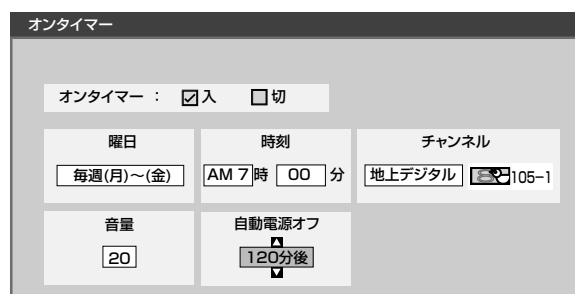 オンタイマー
オンタイマー ： 入 切
曜日 時刻 チャンネル
毎週(月)～(金) AM 7 時 00 分 地上デジタル 105-1
音量 自動電源オフ
20 120分後